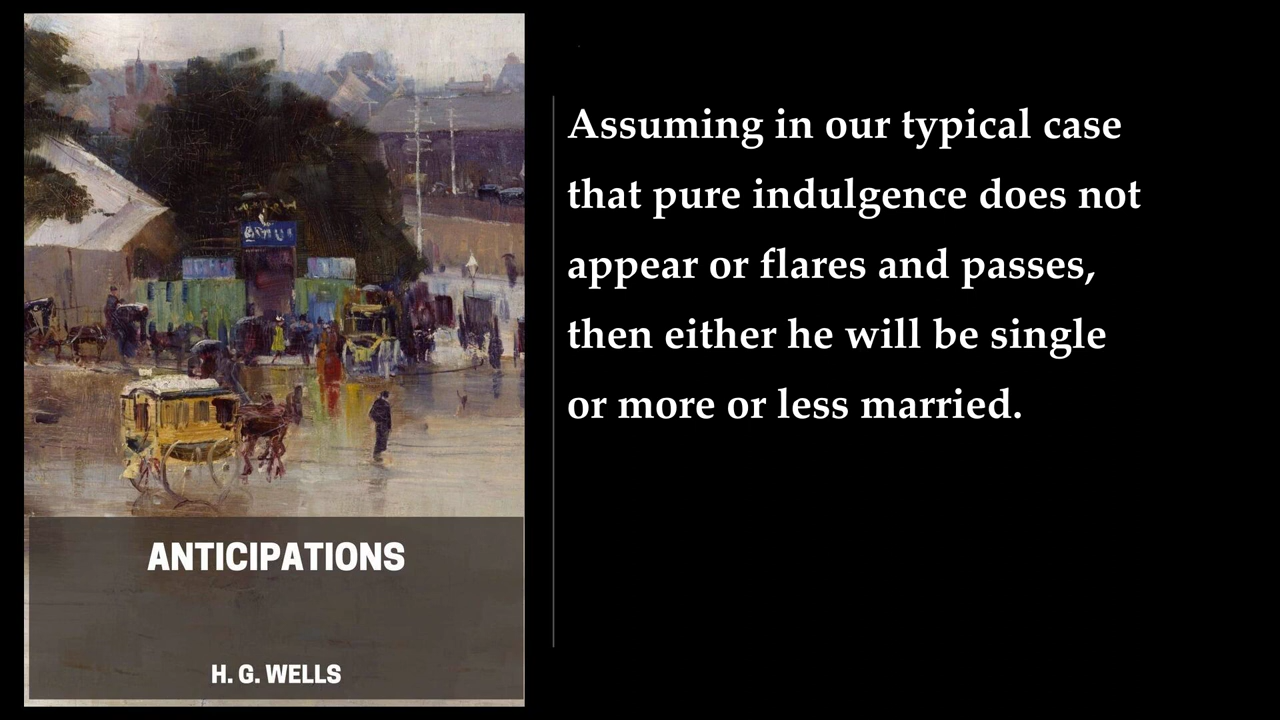 Assuming in our typical case
that pure indulgence does not
appear or flares and passes,
then either he will be single
or more or less married.
ANTICIPATIONS
H. G. WELLS